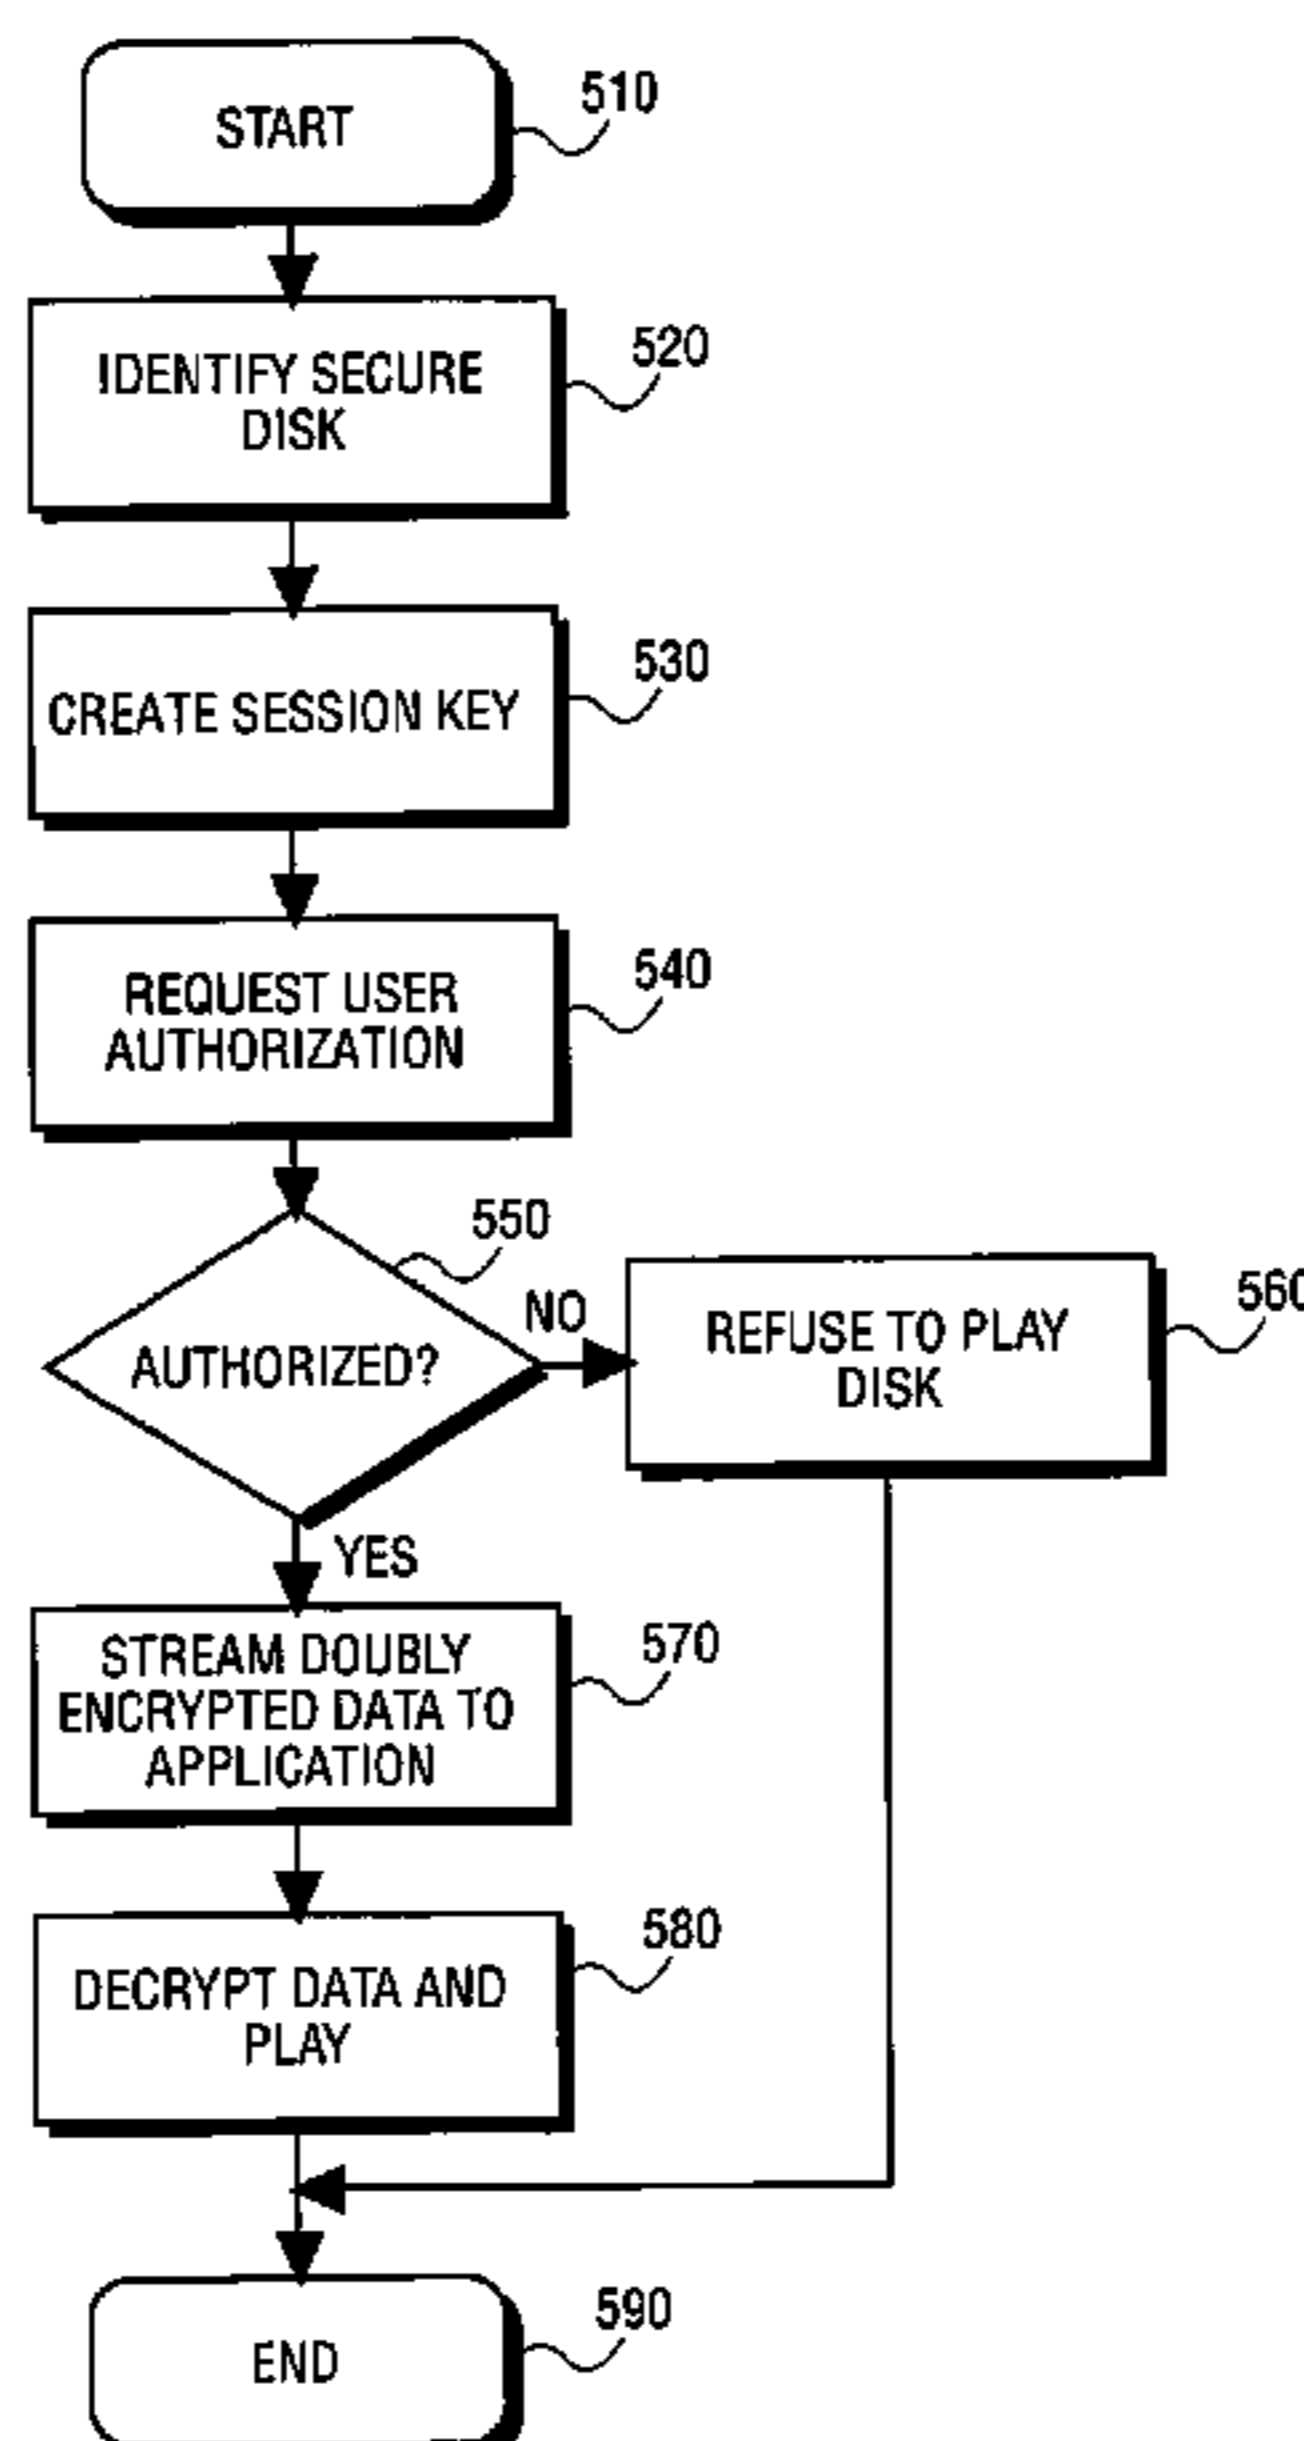 START
510
IDENTIFY SECURE
DISK
520
CREATE SESSION KEY
530
REQUEST USER
AUTHORIZATION
540
550
AUTHORIZED?
NO
REFUSE TO PLAY
DISK
560
YES
STREAM DOUBLY
ENCRYPTED DATA TO
APPLICATION
570
DECRYPT DATA AND
PLAY
580
END
590